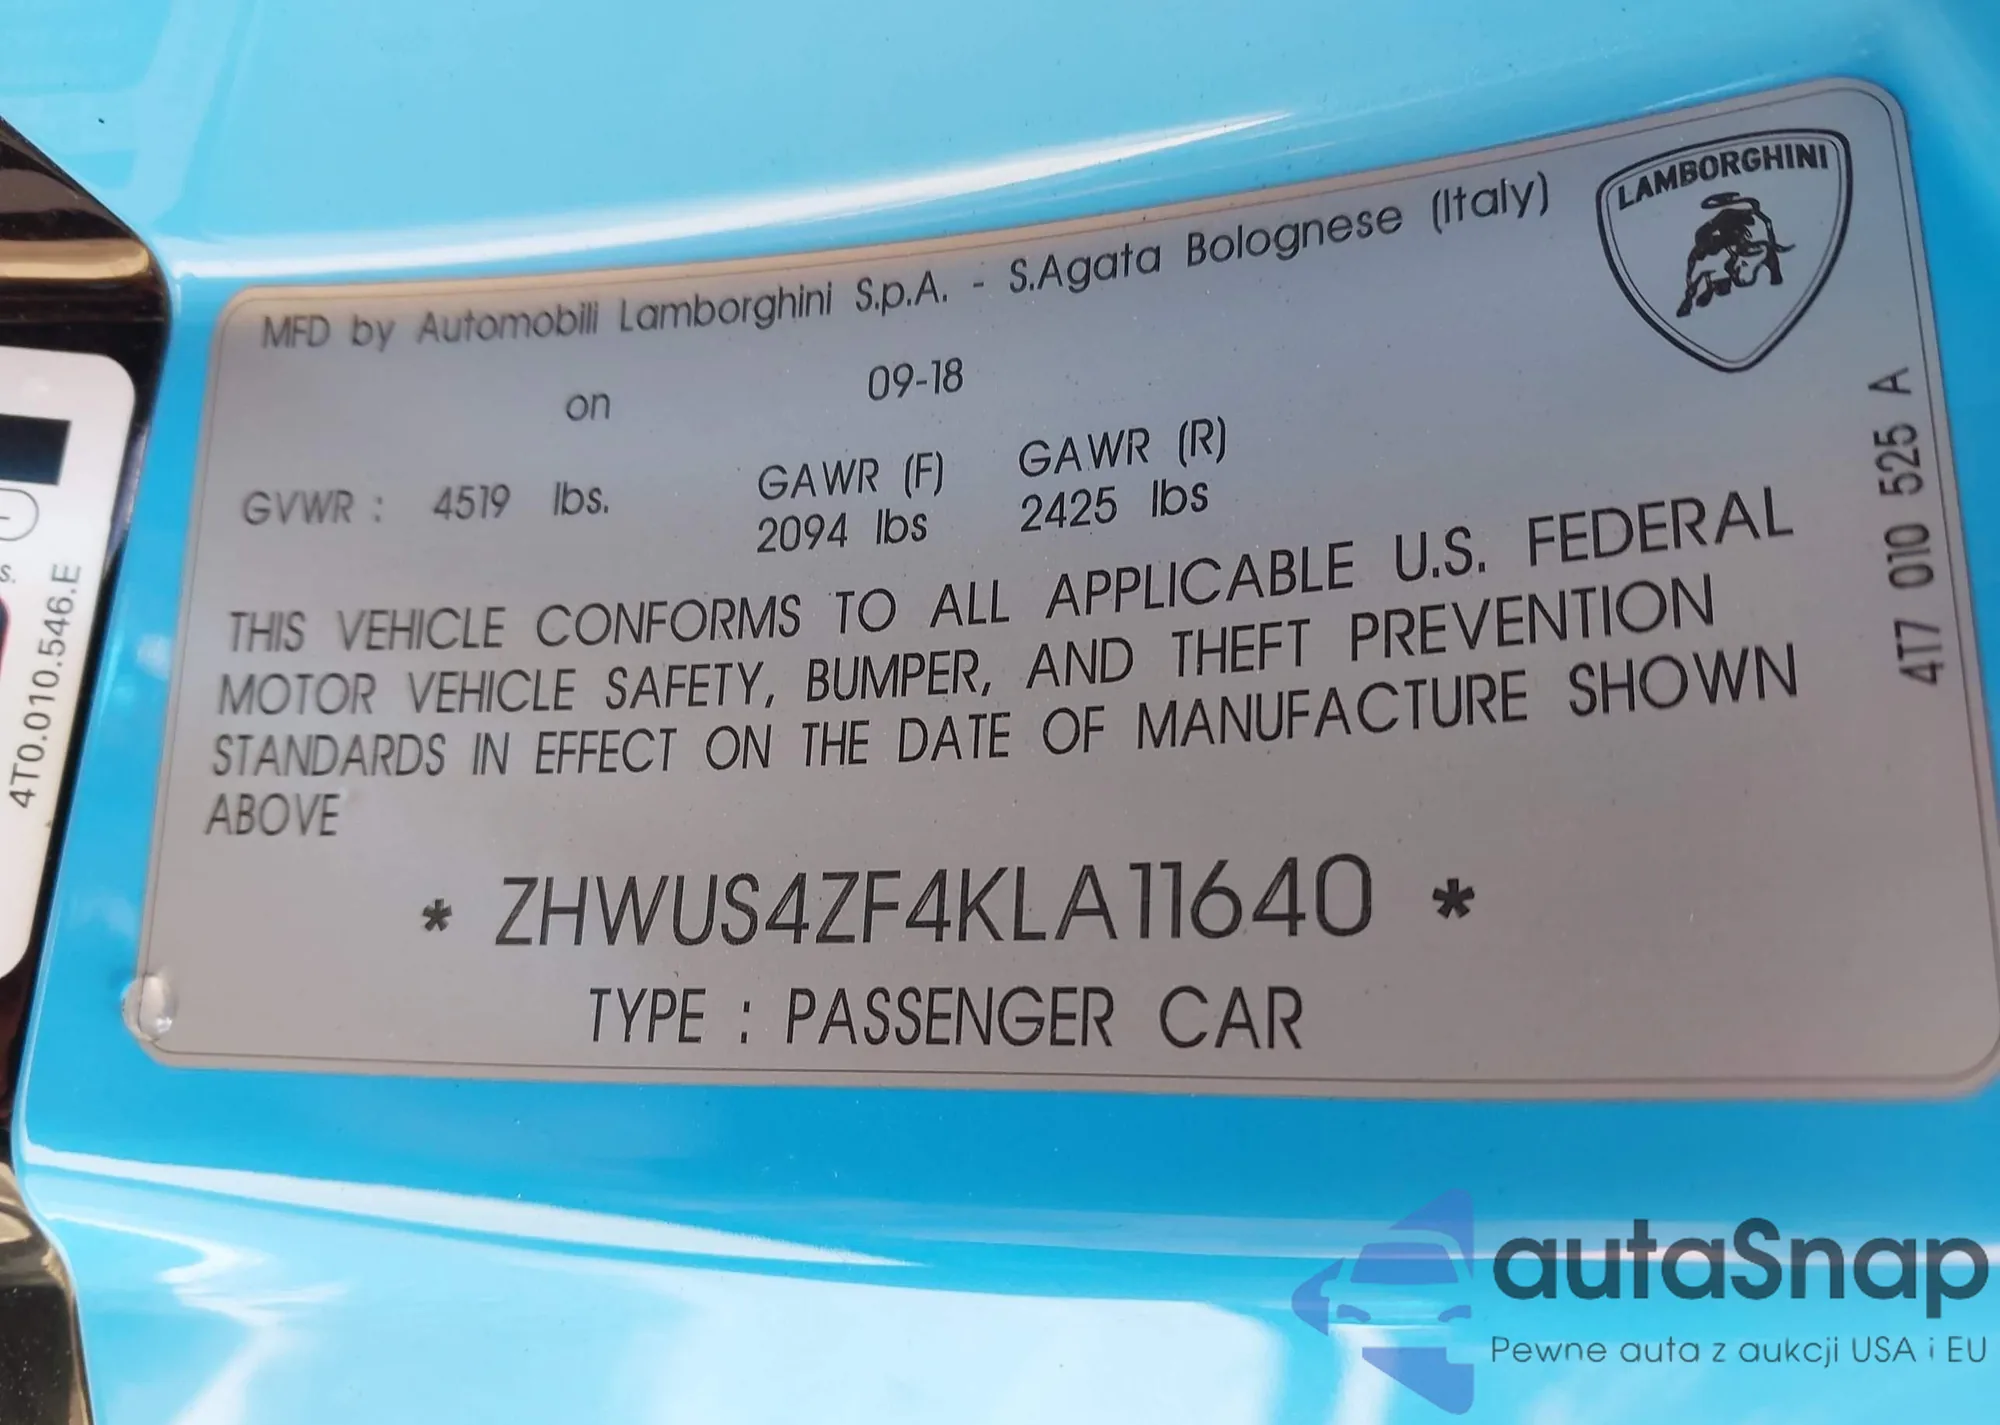 LAMBORGHINI
MFD by Automobili Lamborghini S.p.A. - S.Agata Bolognese (Italy)
on 09-18
GVWR : 4519 lbs. GAWR (F) GAWR (R)
2094 lbs 2425 lbs
THIS VEHICLE CONFORMS TO ALL APPLICABLE U.S. FEDERAL
MOTOR VEHICLE SAFETY, BUMPER, AND THEFT PREVENTION
STANDARDS IN EFFECT ON THE DATE OF MANUFACTURE SHOWN
ABOVE
* ZHWUS4ZF4KLA11640 *
TYPE : PASSENGER CAR
4T7 010 525 A
4T0.010.546.E
autaSnap
Pewne auta z aukcji USA i EU